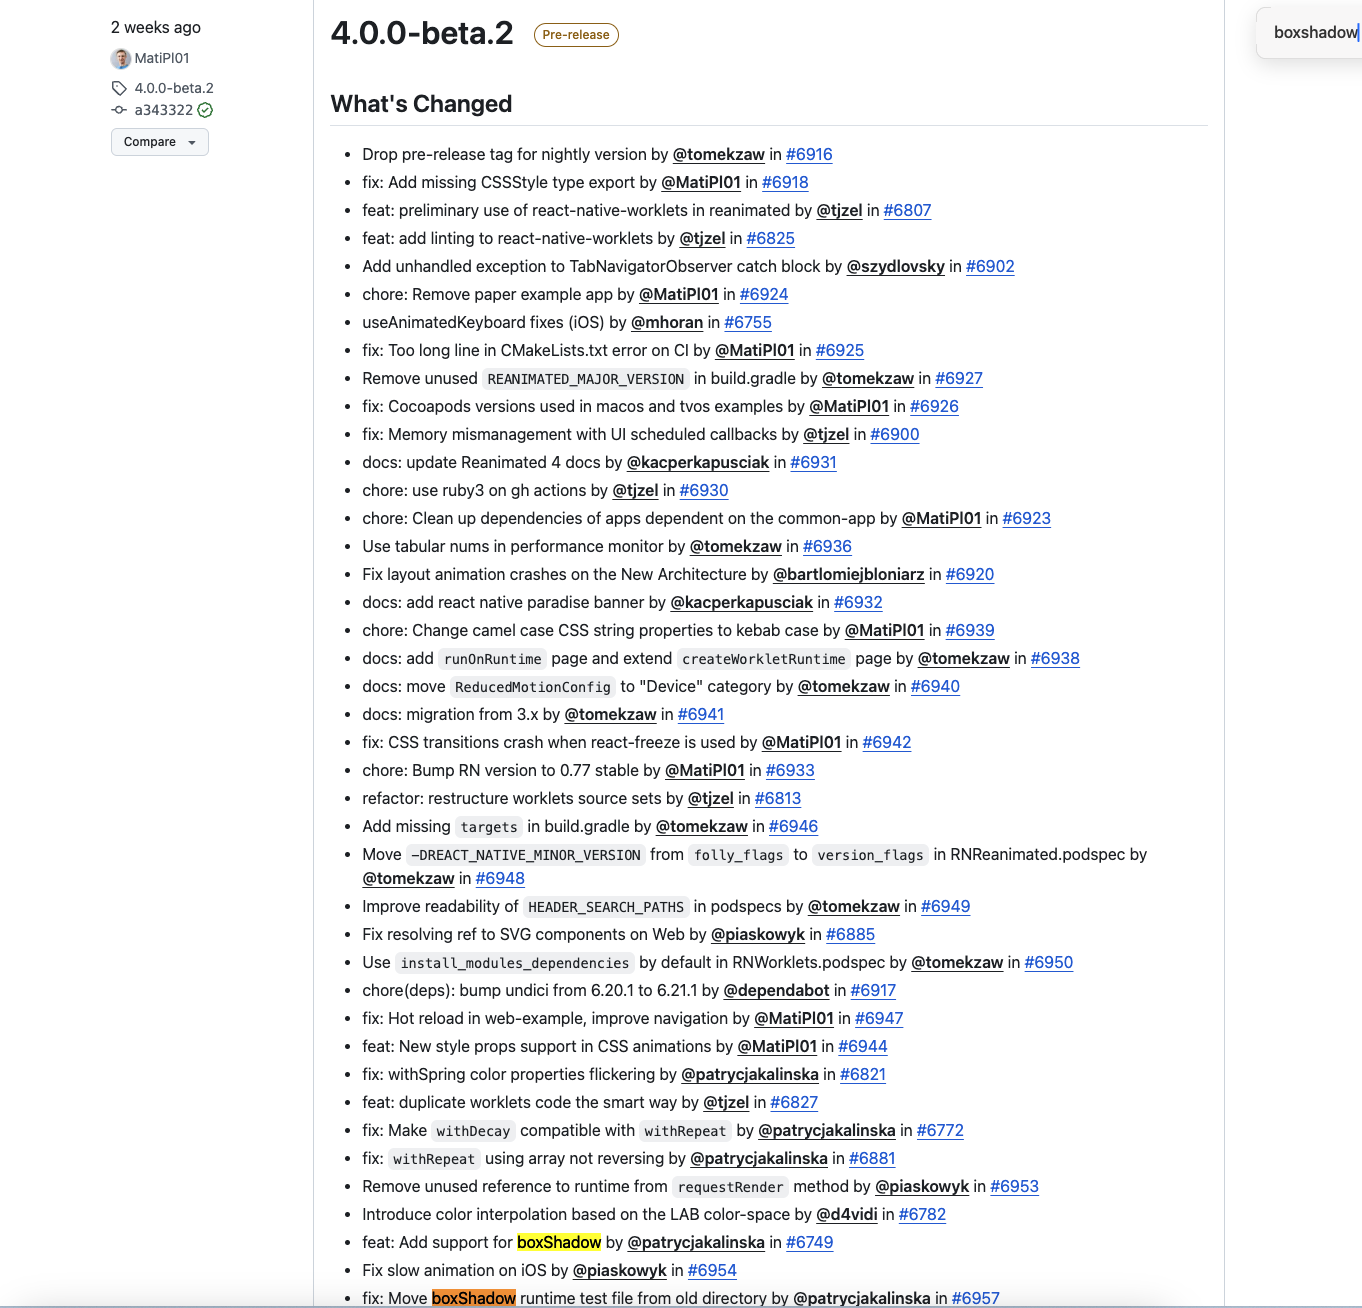 2 weeks ago
MatiPl01
4.0.0-beta.2
a343322
Compare
4.0.0-beta.2 Pre-release
boxshadow
What's Changed
Drop pre-release tag for nightly version by @tomekzaw in #6916
fix: Add missing CSSStyle type export by @MatiPl01 in #6918
feat: preliminary use of react-native-worklets in reanimated by @tjzel in #6807
feat: add linting to react-native-worklets by @tjzel in #6825
Add unhandled exception to TabNavigatorObserver catch block by @szydlovsky in #6902
chore: Remove paper example app by @MatiPl01 in #6924
useAnimatedKeyboard fixes (iOS) by @mhoran in #6755
fix: Too long line in CMakeLists.txt error on CI by @MatiPl01 in #6925
Remove unused REANIMATED_MAJOR_VERSION in build.gradle by @tomekzaw in #6927
fix: Cocoapods versions used in macos and tvos examples by @MatiPl01 in #6926
fix: Memory mismanagement with UI scheduled callbacks by @tjzel in #6900
docs: update Reanimated 4 docs by @kacperkapusciak in #6931
chore: use ruby3 on gh actions by @tjzel in #6930
chore: Clean up dependencies of apps dependent on the common-app by @MatiPl01 in #6923
Use tabular nums in performance monitor by @tomekzaw in #6936
Fix layout animation crashes on the New Architecture by @bartlomiejbloniarz in #6920
docs: add react native paradise banner by @kacperkapusciak in #6932
chore: Change camel case CSS string properties to kebab case by @MatiPl01 in #6939
docs: add runOnRuntime page and extend createWorkletRuntime page by @tomekzaw in #6938
docs: move ReducedMotionConfig to "Device" category by @tomekzaw in #6940
docs: migration from 3.x by @tomekzaw in #6941
fix: CSS transitions crash when react-freeze is used by @MatiPl01 in #6942
chore: Bump RN version to 0.77 stable by @MatiPl01 in #6933
refactor: restructure worklets source sets by @tjzel in #6813
Add missing targets in build.gradle by @tomekzaw in #6946
Move -DREACT_NATIVE_MINOR_VERSION from folly_flags to version_flags in RNReanimated.podspec by
@tomekzaw in #6948
Improve readability of HEADER_SEARCH_PATHS in podspecs by @tomekzaw in #6949
Fix resolving ref to SVG components on Web by @piaskowyk in #6885
Use install_modules_dependencies by default in RNWorklets.podspec by @tomekzaw in #6950
chore(deps): bump undici from 6.20.1 to 6.21.1 by @dependabot in #6917
fix: Hot reload in web-example, improve navigation by @MatiPl01 in #6947
feat: New style props support in CSS animations by @MatiPl01 in #6944
fix: withSpring color properties flickering by @patrycjakalinska in #6821
feat: duplicate worklets code the smart way by @tjzel in #6827
fix: Make withDecay compatible with withRepeat by @patrycjakalinska in #6772
fix: withRepeat using array not reversing by @patrycjakalinska in #6881
Remove unused reference to runtime from requestRender method by @piaskowyk in #6953
Introduce color interpolation based on the LAB color-space by @d4vidi in #6782
feat: Add support for boxShadow by @patrycjakalinska in #6749
Fix slow animation on iOS by @piaskowyk in #6954
fix: Move boxShadow runtime test file from old directory by @patrycjakalinska in #6957